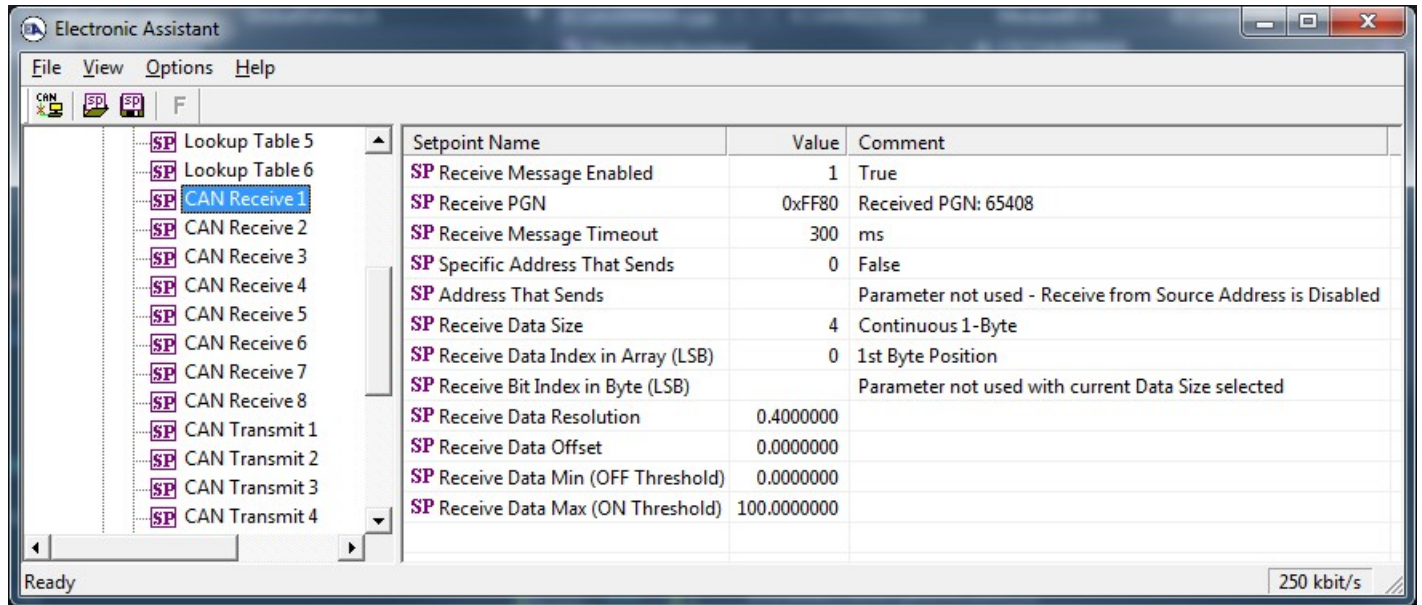 Electronic Assistant
File View Options Help
CAN SP SP F
SP Lookup Table 5
SP Lookup Table 6
SP CAN Receive 1
SP CAN Receive 2
SP CAN Receive 3
SP CAN Receive 4
SP CAN Receive 5
SP CAN Receive 6
SP CAN Receive 7
SP CAN Receive 8
SP CAN Transmit 1
SP CAN Transmit 2
SP CAN Transmit 3
SP CAN Transmit 4
Setpoint Name Value Comment
SP Receive Message Enabled 1 True
SP Receive PGN 0xFF80 Received PGN: 65408
SP Receive Message Timeout 300 ms
SP Specific Address That Sends 0 False
SP Address That Sends Parameter not used - Receive from Source Address is Disabled
SP Receive Data Size 4 Continuous 1-Byte
SP Receive Data Index in Array (LSB) 0 1st Byte Position
SP Receive Bit Index in Byte (LSB) Parameter not used with current Data Size selected
SP Receive Data Resolution 0.4000000
SP Receive Data Offset 0.0000000
SP Receive Data Min (OFF Threshold) 0.0000000
SP Receive Data Max (ON Threshold) 100.0000000
Ready 250 kbit/s